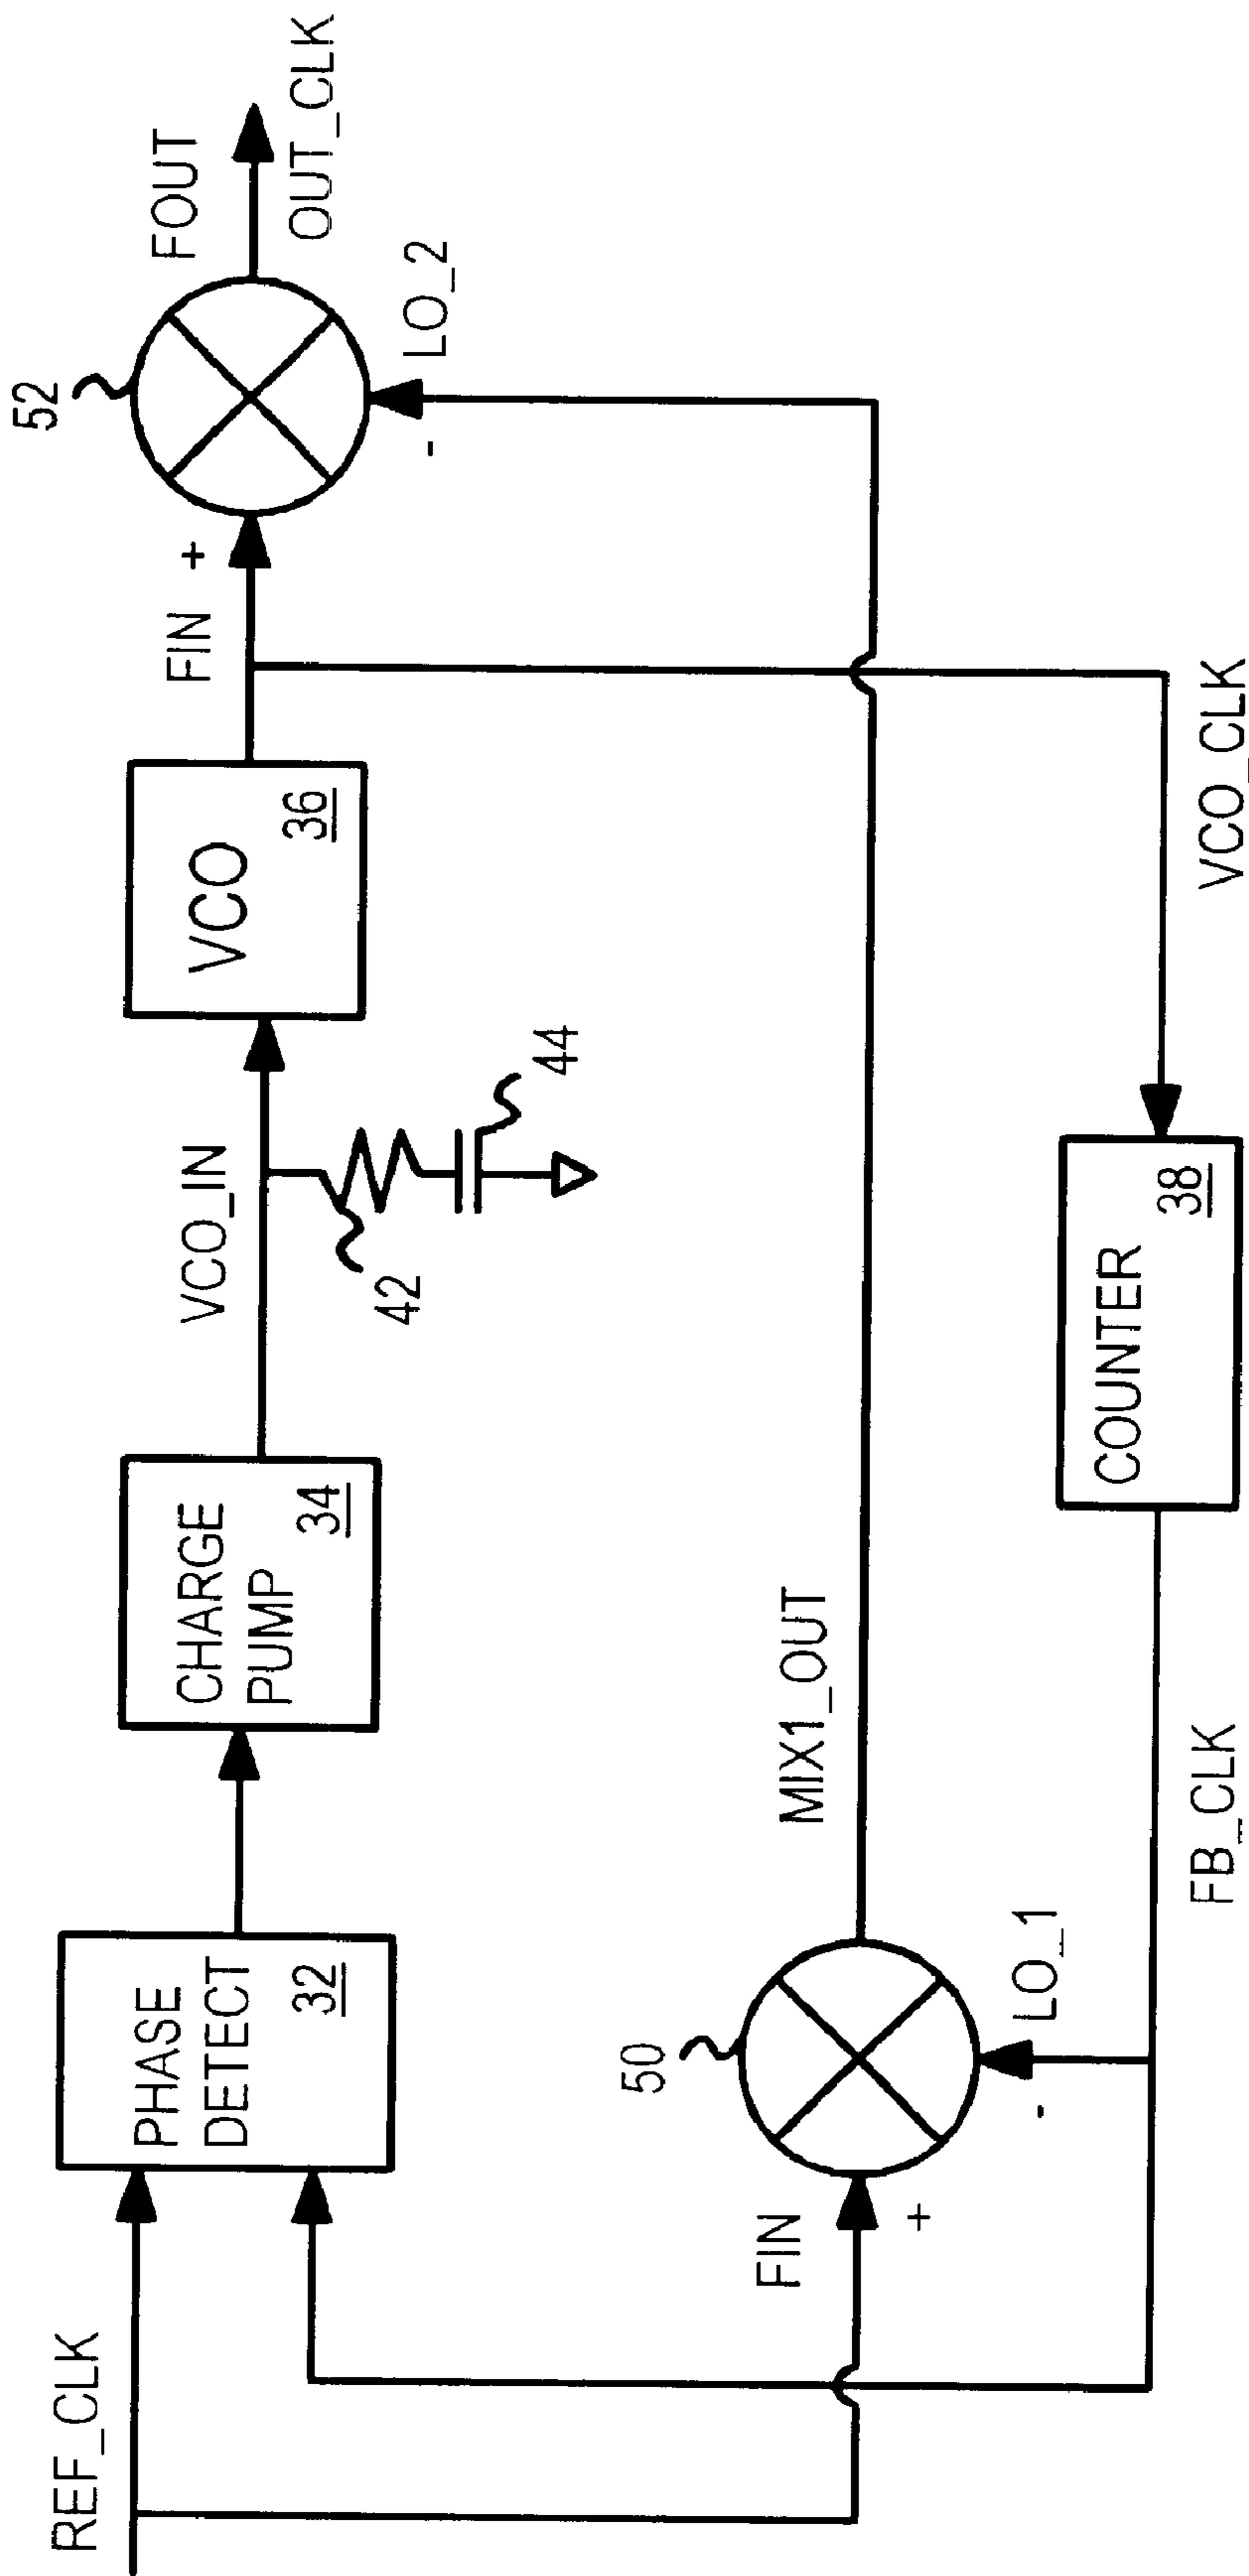 REF_CLK
PHASE
DETECT
32
CHARGE
PUMP
34
VCO_IN
42
44
VCO
36
FIN
+
52
FOUT
OUT_CLK
LO_2
-
FIN
+
50
LO_1
-
MIX1_OUT
FB_CLK
COUNTER
38
VCO_CLK